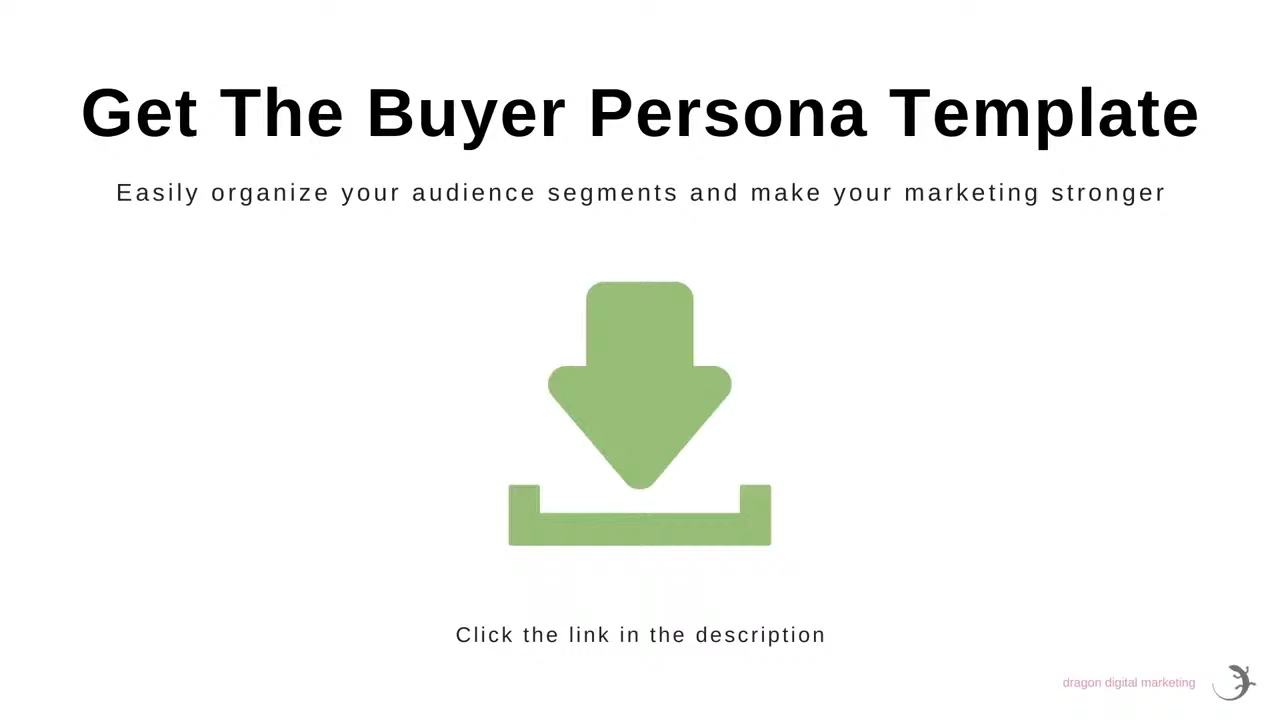 Get The Buyer Persona Template
Easily organize your audience segments and make your marketing stronger
Click the link in the description
dragon digital marketing